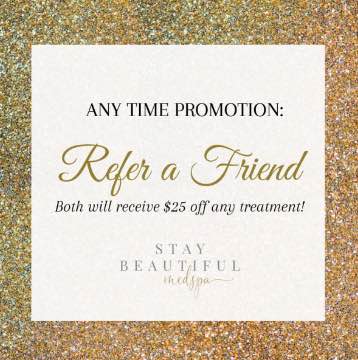 ANY TIME PROMOTION:
Refer a Friend
Both will receive $25 off any treatment!
STAY
BEAUTIFUL
medspa